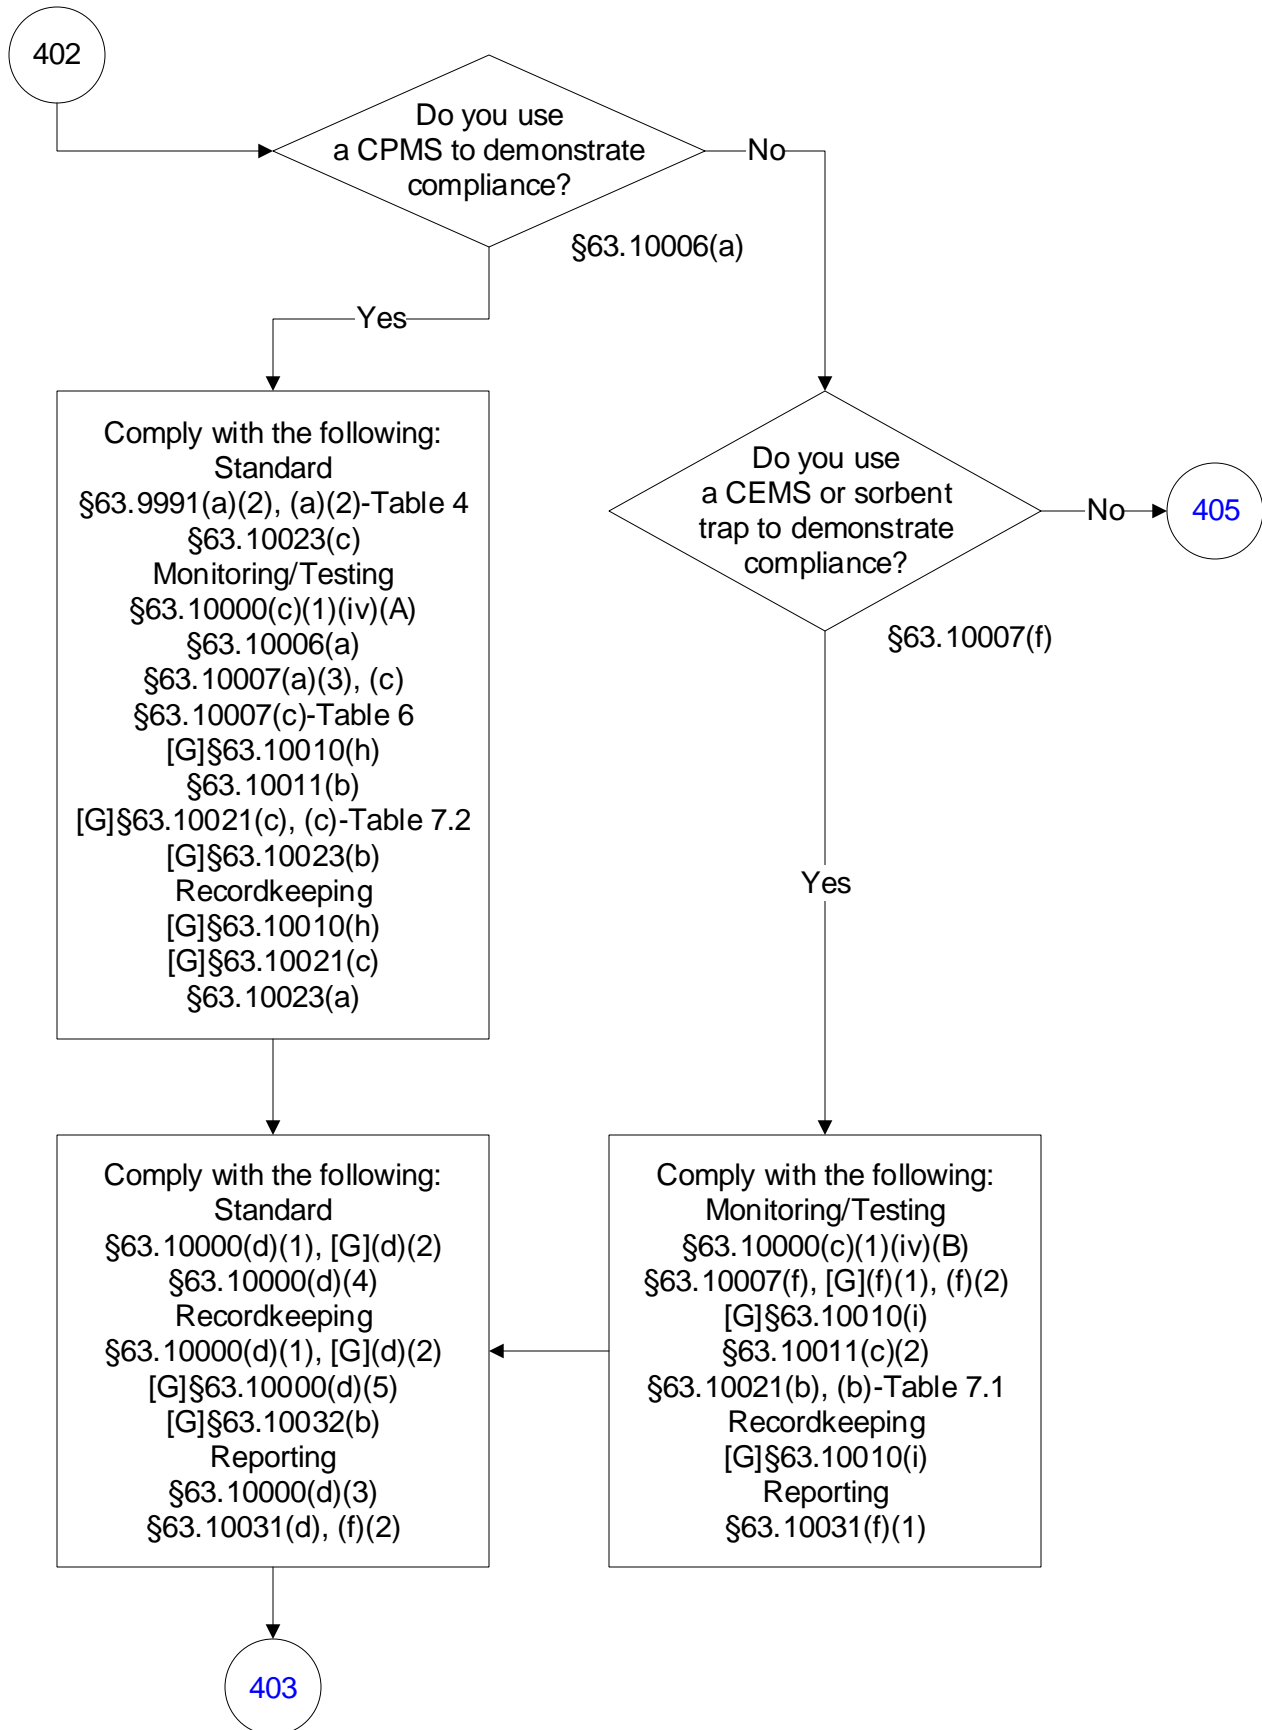 402
Do you use
a CPMS to demonstrate
compliance?
No
§63.10006(a)
Yes
Comply with the following:
Standard
§63.9991(a)(2), (a)(2)-Table 4
§63.10023(c)
Monitoring/Testing
§63.10000(c)(1)(iv)(A)
§63.10006(a)
§63.10007(a)(3), (c)
§63.10007(c)-Table 6
[G]§63.10010(h)
§63.10011(b)
[G]§63.10021(c), (c)-Table 7.2
[G]§63.10023(b)
Recordkeeping
[G]§63.10010(h)
[G]§63.10021(c)
§63.10023(a)
Do you use
a CEMS or sorbent
trap to demonstrate
compliance?
No
405
§63.10007(f)
Yes
Comply with the following:
Standard
§63.10000(d)(1), [G](d)(2)
§63.10000(d)(4)
Recordkeeping
§63.10000(d)(1), [G](d)(2)
[G]§63.10000(d)(5)
[G]§63.10032(b)
Reporting
§63.10000(d)(3)
§63.10031(d), (f)(2)
Comply with the following:
Monitoring/Testing
§63.10000(c)(1)(iv)(B)
§63.10007(f), [G](f)(1), (f)(2)
[G]§63.10010(i)
§63.10011(c)(2)
§63.10021(b), (b)-Table 7.1
Recordkeeping
[G]§63.10010(i)
Reporting
§63.10031(f)(1)
403